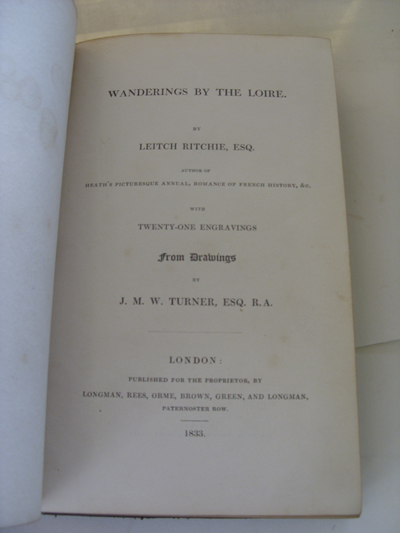 WANDERINGS BY THE LOIRE.
BY
LEITCH RITCHIE, ESQ.
AUTHOR OF
HEATH'S PICTURESQUE ANNUAL, ROMANCE OF FRENCH HISTORY, &c.
WITH
TWENTY-ONE ENGRAVINGS
From Drawings
BY
J. M. W. TURNER, ESQ. R.A.
LONDON:
PUBLISHED FOR THE PROPRIETOR, BY
LONGMAN, REES, ORME, BROWN, GREEN, AND LONGMAN,
PATERNOSTER ROW.
1833.